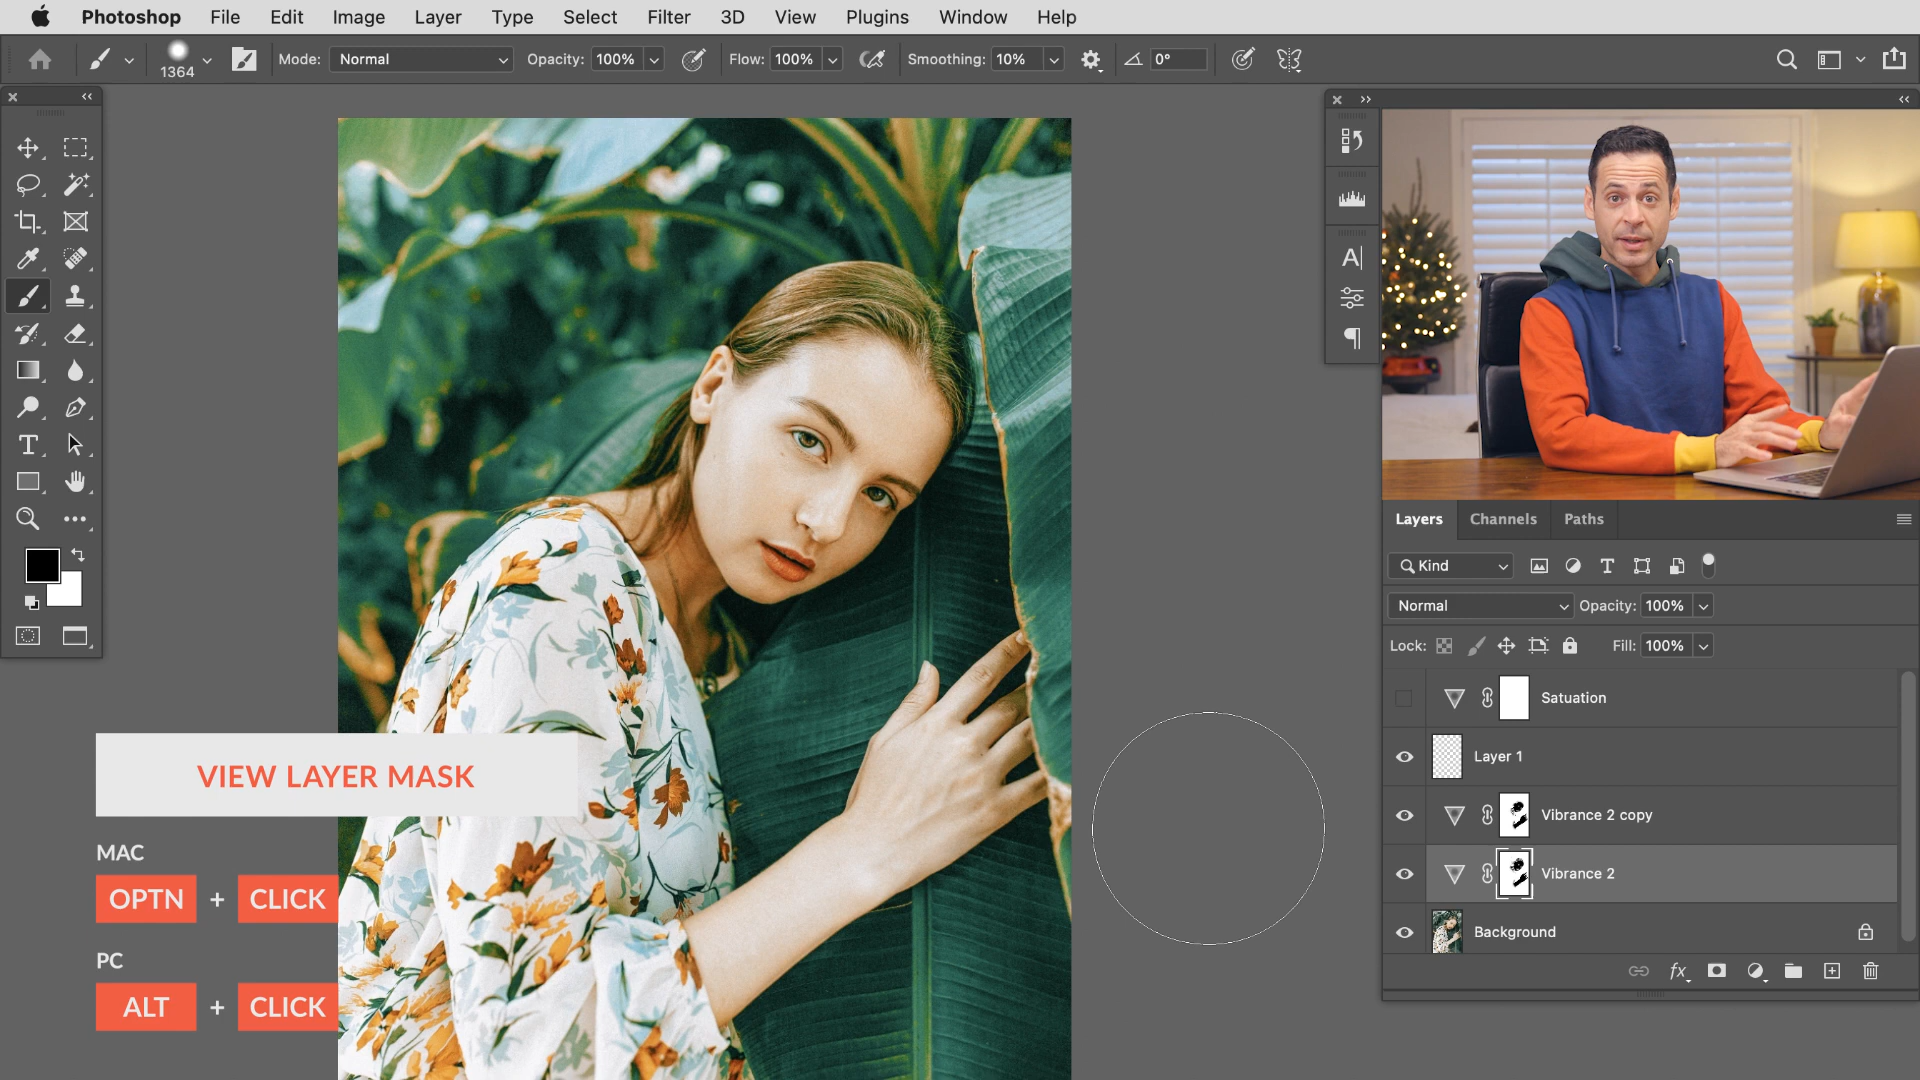 Photoshop File Edit Image Layer Type Select Filter 3D View Plugins Window Help
1364 Mode: Normal Opacity: 100% Flow: 100% Smoothing: 10% 0°
Layers Channels Paths
Kind
Normal Opacity: 100%
Lock: Fill: 100%
Satuation
Layer 1
Vibrance 2 copy
Vibrance 2
Background
fx
VIEW LAYER MASK
MAC
OPTN + CLICK
PC
ALT + CLICK